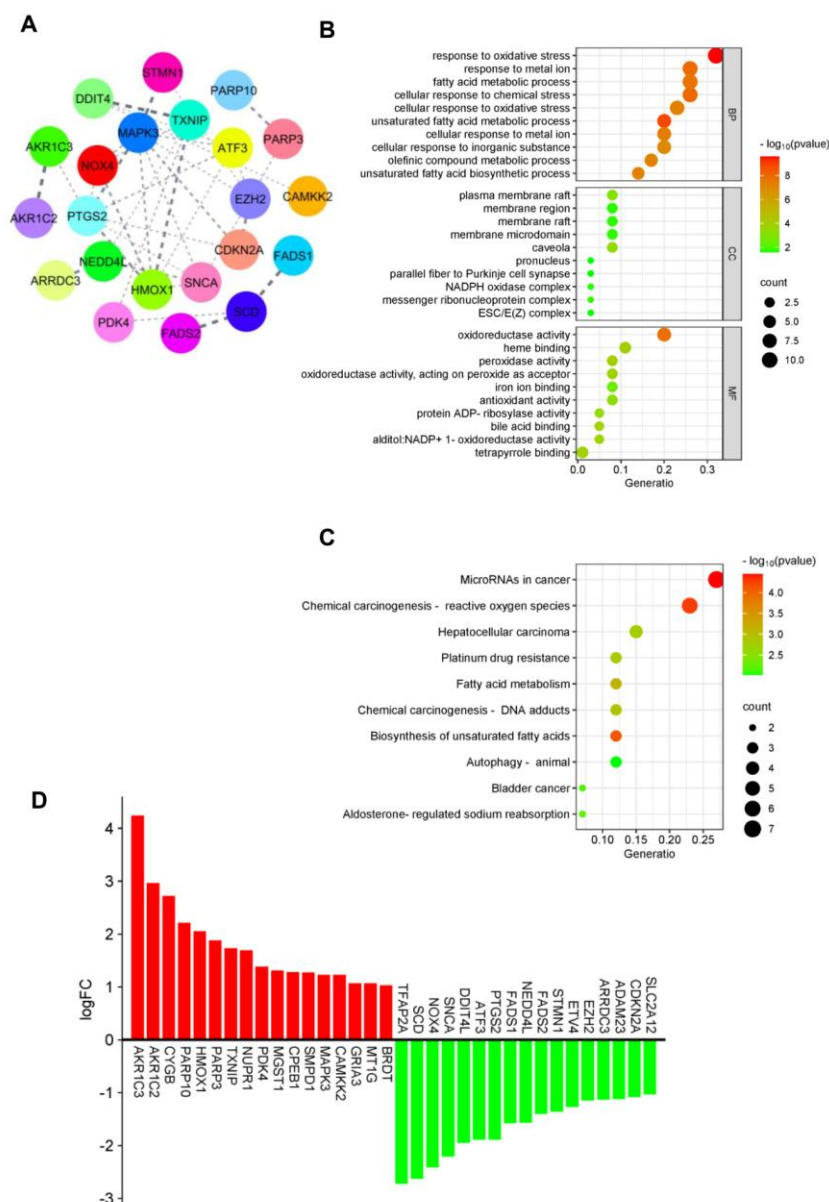 A
STMN1
DDIT4
PARP10
TXNIP
MAPK3
PARP3
AKR1C3
ATF3
NOX4
EZH2
CAMKK2
AKR1C2
PTGS2
CDKN2A
NEDD4L
FADS1
ARRDC3
HMOX1
SNCA
PDK4
SCD
FADS2
B
response to oxidative stress
response to metal ion
fatty acid metabolic process
cellular response to chemical stress
cellular response to oxidative stress
unsaturated fatty acid metabolic process
cellular response to metal ion
cellular response to inorganic substance
olefinic compound metabolic process
unsaturated fatty acid biosynthetic process
BP
plasma membrane raft
membrane region
membrane raft
membrane microdomain
caveola
pronucleus
parallel fiber to Purkinje cell synapse
NADPH oxidase complex
messenger ribonucleoprotein complex
ESC/E(Z) complex
CC
oxidoreductase activity
heme binding
peroxidase activity
oxidoreductase activity, acting on peroxide as acceptor
iron ion binding
antioxidant activity
protein ADP- ribosylase activity
bile acid binding
alditol:NADP+ 1- oxidoreductase activity
tetrapyrrole binding
MF
0.0 0.1 0.2 0.3
Generatio
- log10(pvalue)
8
6
4
2
count
2.5
5.0
7.5
10.0
C
MicroRNAs in cancer
Chemical carcinogenesis - reactive oxygen species
Hepatocellular carcinoma
Platinum drug resistance
Fatty acid metabolism
Chemical carcinogenesis - DNA adducts
Biosynthesis of unsaturated fatty acids
Autophagy - animal
Bladder cancer
Aldosterone- regulated sodium reabsorption
0.10 0.15 0.20 0.25
Generatio
- log10(pvalue)
4.0
3.5
3.0
2.5
count
2
3
4
5
6
7
D
logFC
4
3
2
1
0
-1
-2
-3
AKR1C3
AKR1C2
CYGB
PARP10
HMOX1
PARP3
TXNIP
NUPR1
PDK4
MGST1
CPEB1
SMPD1
MAPK3
CAMKK2
GRIA3
MT1G
BRDT
TFAP2A
SCD
NOX4
SNCA
DDIT4L
ATF3
PTGS2
FADS1
NEDD4L
FADS2
STMN1
ETV4
EZH2
ARRDC3
ADAM23
CDKN2A
SLC2A12